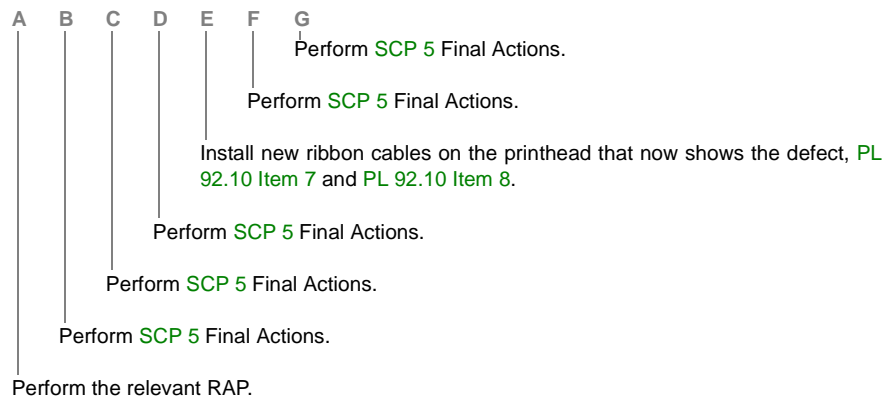 A B C D E F G
Perform SCP 5 Final Actions.
Perform SCP 5 Final Actions.
Install new ribbon cables on the printhead that now shows the defect, PL
92.10 Item 7 and PL 92.10 Item 8.
Perform SCP 5 Final Actions.
Perform SCP 5 Final Actions.
Perform SCP 5 Final Actions.
Perform the relevant RAP.